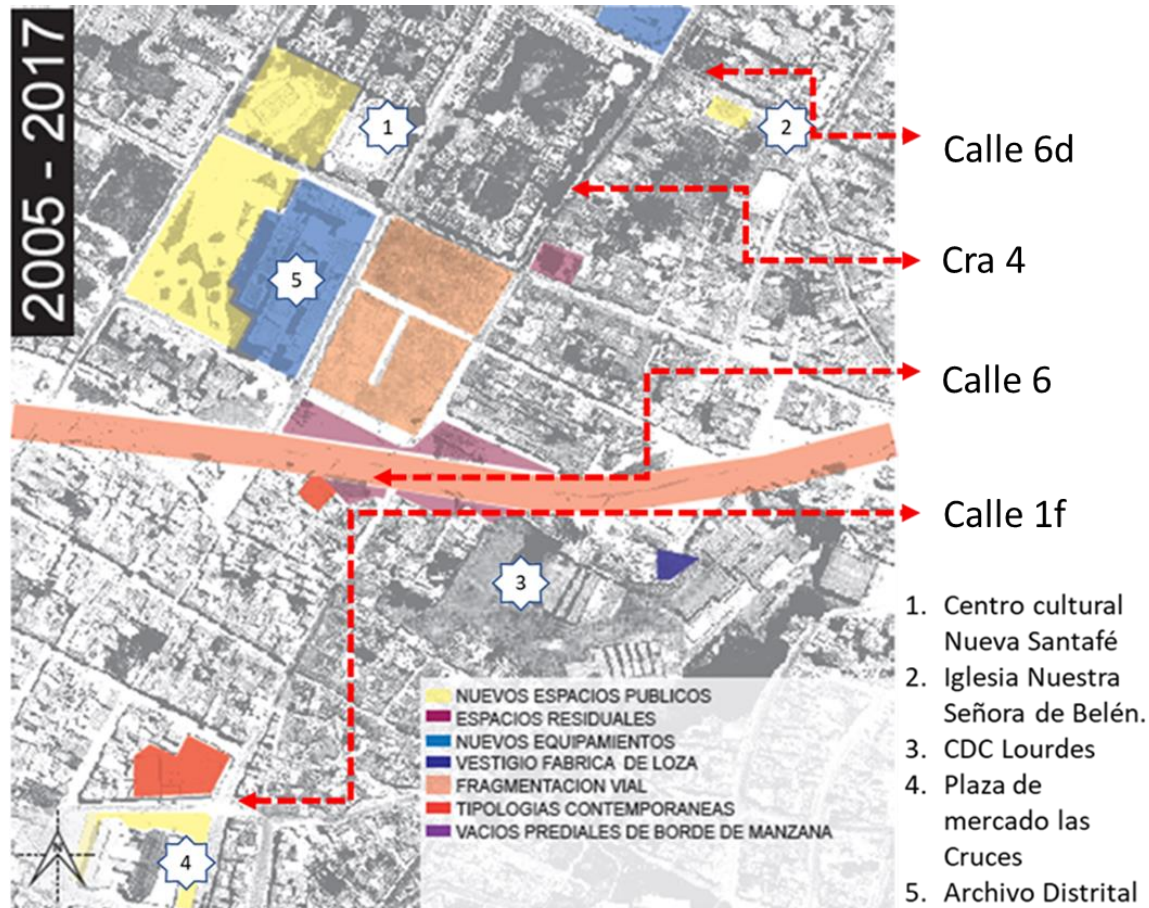 2005 - 2017
1
2
Calle 6d
Cra 4
5
Calle 6
Calle 1f
3
1. Centro cultural
Nueva Santafé
2. Iglesia Nuestra
Señora de Belén.
3. CDC Lourdes
4. Plaza de
mercado las
Cruces
5. Archivo Distrital
NUEVOS ESPACIOS PUBLICOS
ESPACIOS RESIDUALES
NUEVOS EQUIPAMIENTOS
VESTIGIO FABRICA DE LOZA
FRAGMENTACION VIAL
TIPOLOGIAS CONTEMPORANEAS
VACIOS PREDIALES DE BORDE DE MANZANA
N
4